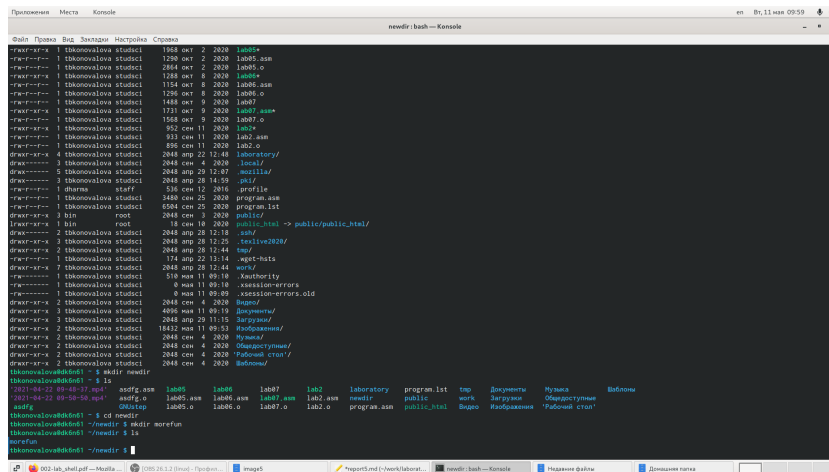 Приложения Места Konsole en Вт, 11 мая 09:59
newdir : bash — Konsole
Файл Правка Вид Закладки Настройка Справка
-rwxr-xr-x 1 tbkonovalova studsci 1968 окт 2 2020 lab05*
-rw-r--r-- 1 tbkonovalova studsci 1290 окт 2 2020 lab05.asm
-rw-r--r-- 1 tbkonovalova studsci 2864 окт 2 2020 lab05.o
-rwxr-xr-x 1 tbkonovalova studsci 1288 окт 8 2020 lab06*
-rw-r--r-- 1 tbkonovalova studsci 1154 окт 8 2020 lab06.asm
-rw-r--r-- 1 tbkonovalova studsci 1296 окт 8 2020 lab06.o
-rw-r--r-- 1 tbkonovalova studsci 1488 окт 9 2020 lab07
-rwxr-xr-x 1 tbkonovalova studsci 1731 окт 9 2020 lab07.asm*
-rw-r--r-- 1 tbkonovalova studsci 1568 окт 9 2020 lab07.o
-rwxr-xr-x 1 tbkonovalova studsci 952 сен 11 2020 lab2*
-rw-r--r-- 1 tbkonovalova studsci 933 сен 11 2020 lab2.asm
-rw-r--r-- 1 tbkonovalova studsci 896 сен 11 2020 lab2.o
drwxr-xr-x 4 tbkonovalova studsci 2048 апр 22 12:48 laboratory/
drwx------ 3 tbkonovalova studsci 2048 сен 4 2020 .local/
drwx------ 5 tbkonovalova studsci 2048 апр 29 12:07 .mozilla/
drwx------ 3 tbkonovalova studsci 2048 апр 28 14:59 .pki/
-rw-r--r-- 1 dharma staff 536 сен 12 2016 .profile
-rw-r--r-- 1 tbkonovalova studsci 3480 сен 25 2020 program.asm
-rw-r--r-- 1 tbkonovalova studsci 6504 сен 25 2020 program.lst
drwxr-xr-x 3 bin root 2048 сен 3 2020 public/
lrwxr-xr-x 1 bin root 18 сен 10 2020 public_html -> public/public_html/
drwx------ 2 tbkonovalova studsci 2048 апр 28 12:18 .ssh/
drwxr-xr-x 3 tbkonovalova studsci 2048 апр 28 12:25 .texlive2020/
drwxr-xr-x 2 tbkonovalova studsci 2048 апр 28 12:44 tmp/
-rw-r--r-- 1 tbkonovalova studsci 174 апр 22 13:14 .wget-hsts
drwxr-xr-x 7 tbkonovalova studsci 2048 апр 28 12:44 work/
-rw------- 1 tbkonovalova studsci 510 мая 11 09:10 .Xauthority
-rw------- 1 tbkonovalova studsci 0 мая 11 09:10 .xsession-errors
-rw------- 1 tbkonovalova studsci 0 мая 11 09:09 .xsession-errors.old
drwxr-xr-x 2 tbkonovalova studsci 2048 сен 4 2020 Видео/
drwxr-xr-x 3 tbkonovalova studsci 4096 мая 11 09:19 Документы/
drwxr-xr-x 3 tbkonovalova studsci 2048 апр 29 11:15 Загрузки/
drwxr-xr-x 2 tbkonovalova studsci 18432 мая 11 09:53 Изображения/
drwxr-xr-x 2 tbkonovalova studsci 2048 сен 4 2020 Музыка/
drwxr-xr-x 2 tbkonovalova studsci 2048 сен 4 2020 Общедоступные/
drwxr-xr-x 2 tbkonovalova studsci 2048 сен 4 2020 'Рабочий стол'/
drwxr-xr-x 2 tbkonovalova studsci 2048 сен 4 2020 Шаблоны/
tbkonovalova@dk6n61 ~ $ mkdir newdir
tbkonovalova@dk6n61 ~ $ ls
'2021-04-22 09-48-37.mp4' asdfg.asm lab05 lab06 lab07 lab2 laboratory program.lst tmp Документы Музыка Шаблоны
'2021-04-22 09-50-50.mp4' asdfg.o lab05.asm lab06.asm lab07.asm lab2.asm newdir public work Загрузки Общедоступные
asdfg GNUstep lab05.o lab06.o lab07.o lab2.o program.asm public_html Видео Изображения 'Рабочий стол'
tbkonovalova@dk6n61 ~ $ cd newdir
tbkonovalova@dk6n61 ~/newdir $ mkdir morefun
tbkonovalova@dk6n61 ~/newdir $ ls
morefun
tbkonovalova@dk6n61 ~/newdir $
002-lab_shell.pdf — Mozilla ... [OBS 26.1.2 (linux) - Профил... image5 *report5.md (~/work/laborat... newdir : bash — Konsole Недавние файлы Домашняя папка